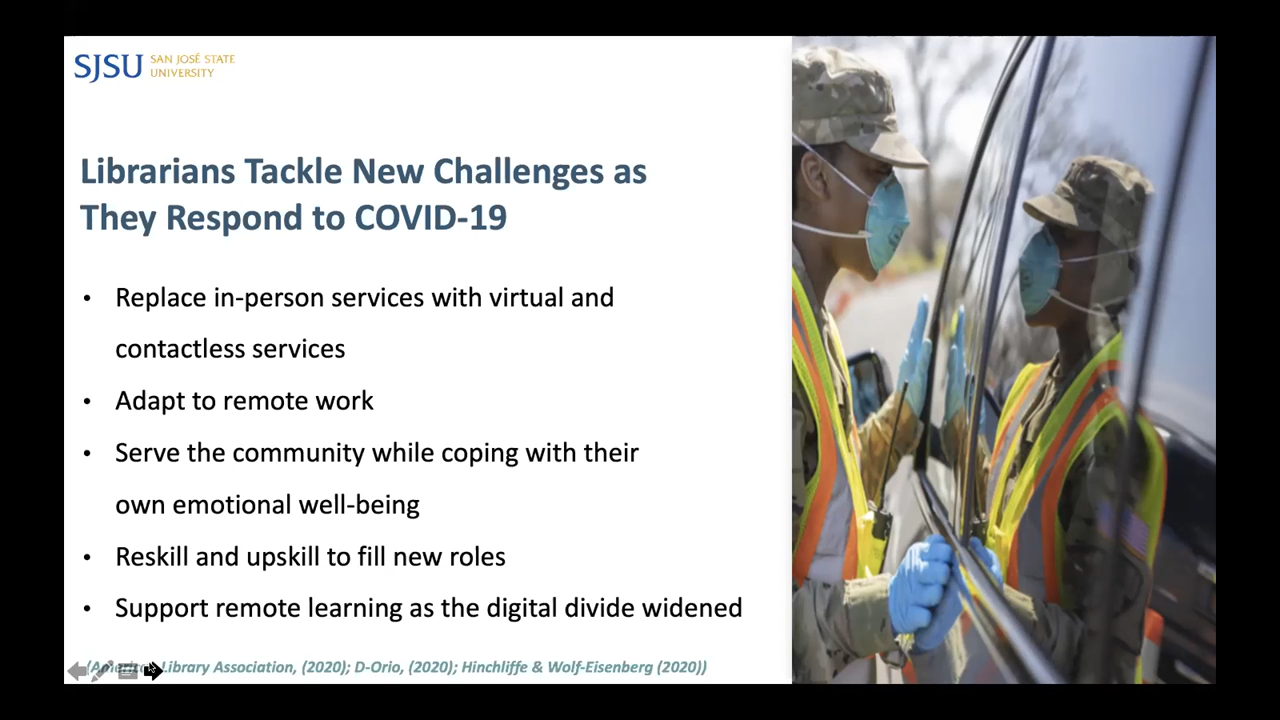 SJSU SAN JOSÉ STATE
UNIVERSITY
Librarians Tackle New Challenges as
They Respond to COVID-19
• Replace in-person services with virtual and
contactless services
• Adapt to remote work
• Serve the community while coping with their
own emotional well-being
• Reskill and upskill to fill new roles
• Support remote learning as the digital divide widened
Library Association, (2020); D-Orio, (2020); Hinchliffe & Wolf-Eisenberg (2020))